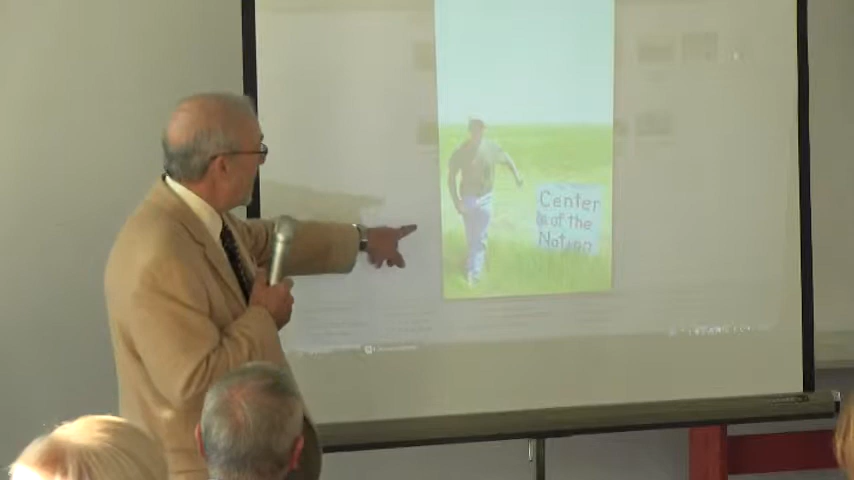 Center
of the
Nation